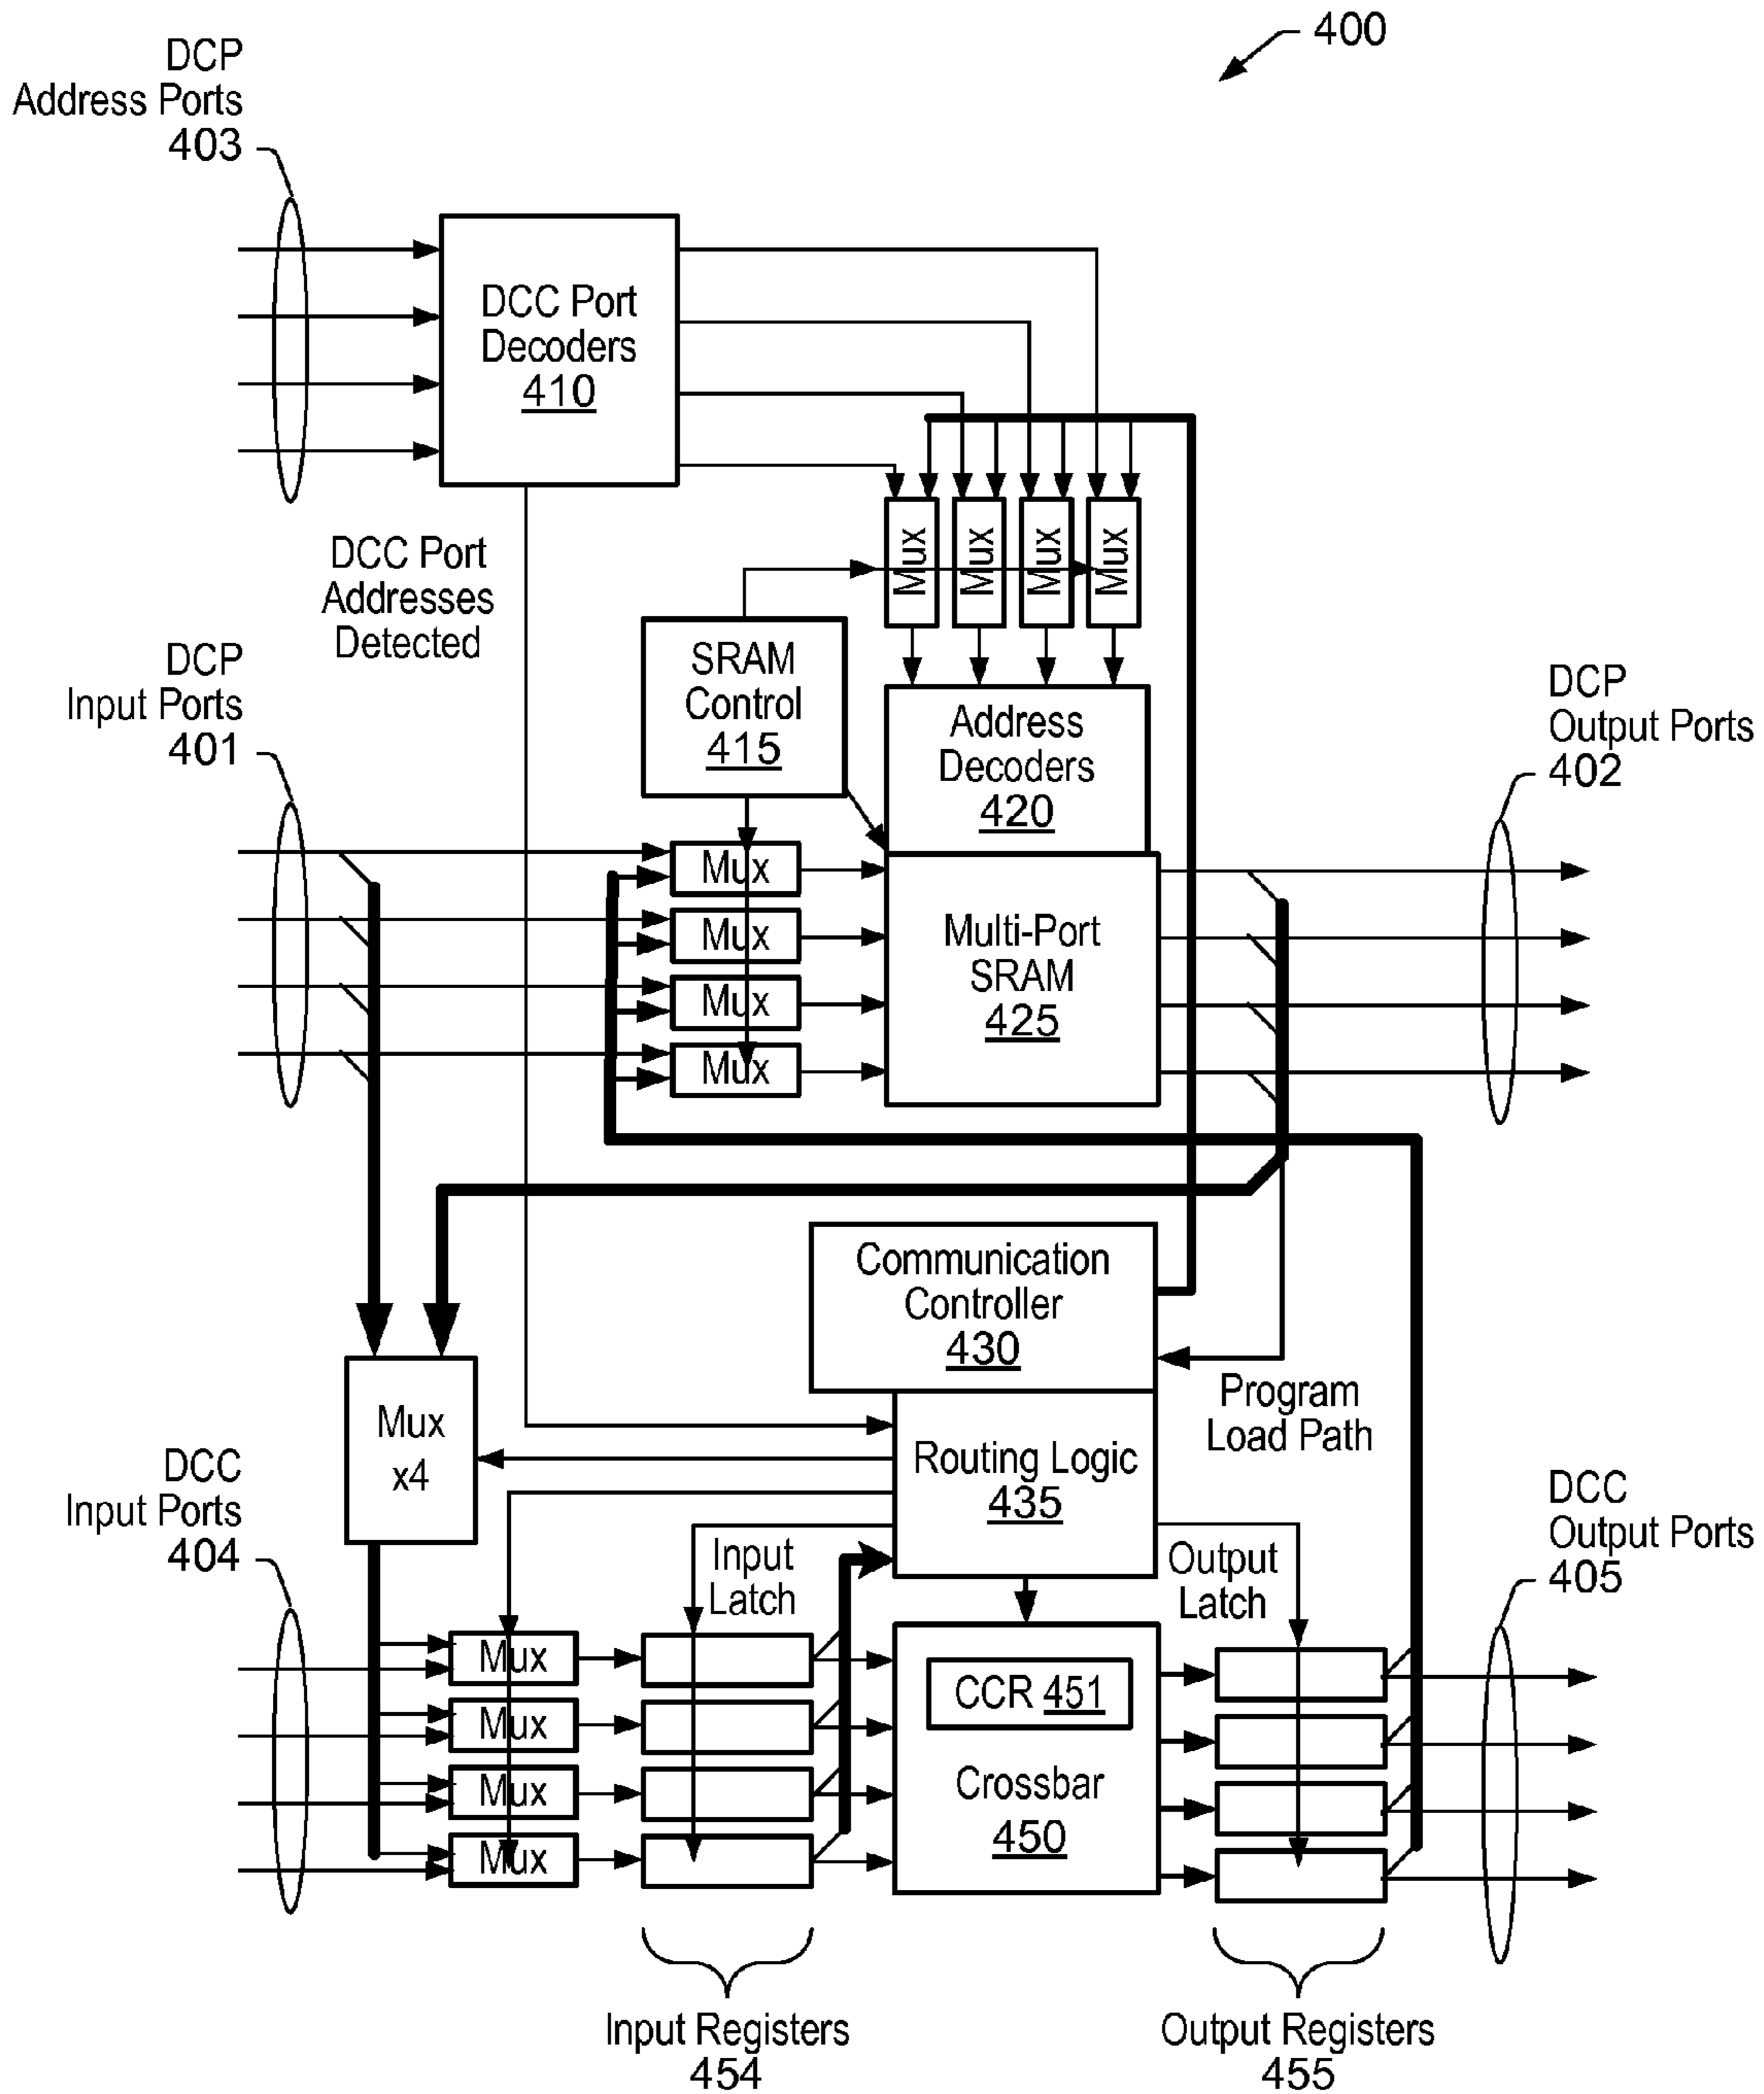 400
DCP
Address Ports
403
DCC Port
Decoders
410
Mux
Mux
Mux
Mux
DCC Port
Addresses
Detected
SRAM
Control
415
DCP
Input Ports
401
Address
Decoders
420
DCP
Output Ports
402
Mux
Mux
Mux
Mux
Multi-Port
SRAM
425
Communication
Controller
430
Program
Load Path
Mux
x4
Routing Logic
435
DCC
Input Ports
404
Input
Latch
Output
Latch
DCC
Output Ports
405
Mux
Mux
Mux
Mux
CCR 451
Crossbar
450
Input Registers
454
Output Registers
455